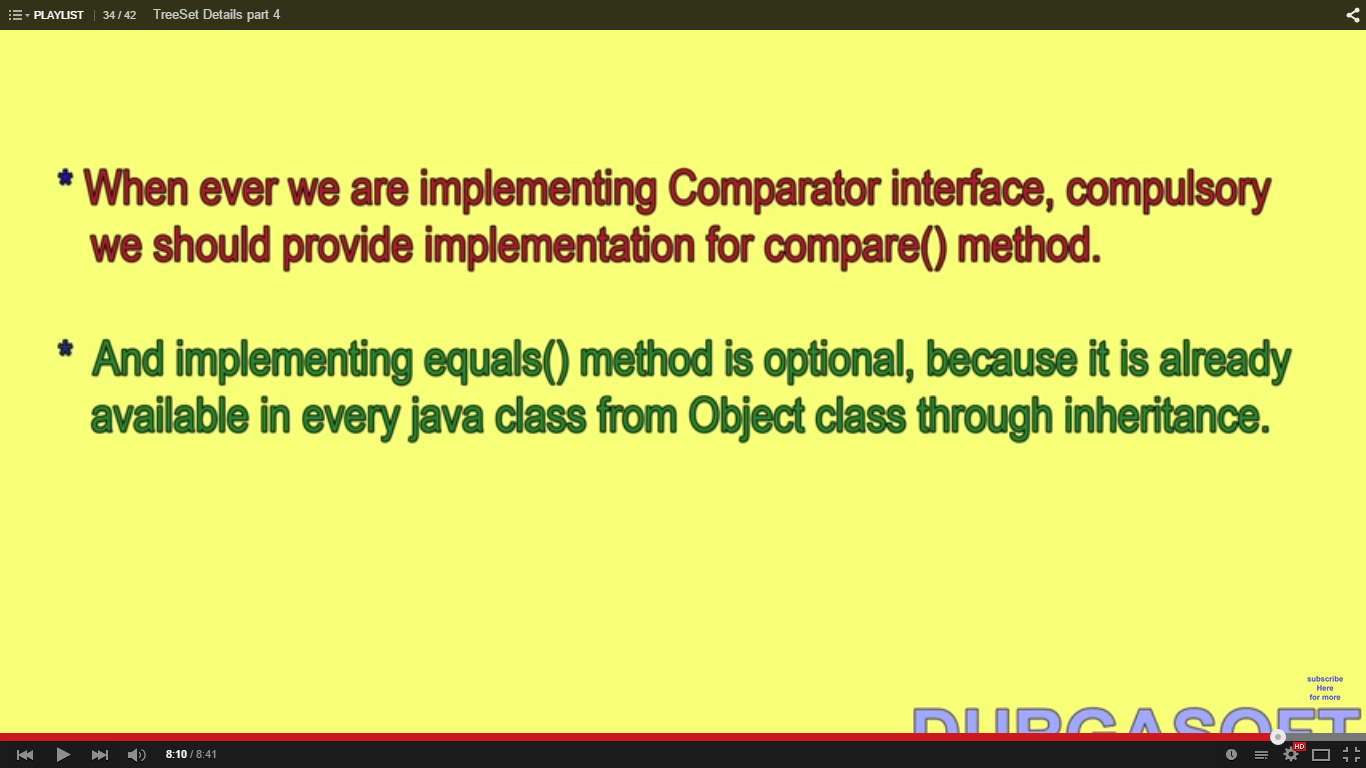 PLAYLIST 34 / 42 TreeSet Details part 4
* When ever we are implementing Comparator interface, compulsory
we should provide implementation for compare() method.
* And implementing equals() method is optional, because it is already
available in every java class from Object class through inheritance.
subscribe
Here
for more
DURGASOFT
8:10 / 8:41
HD